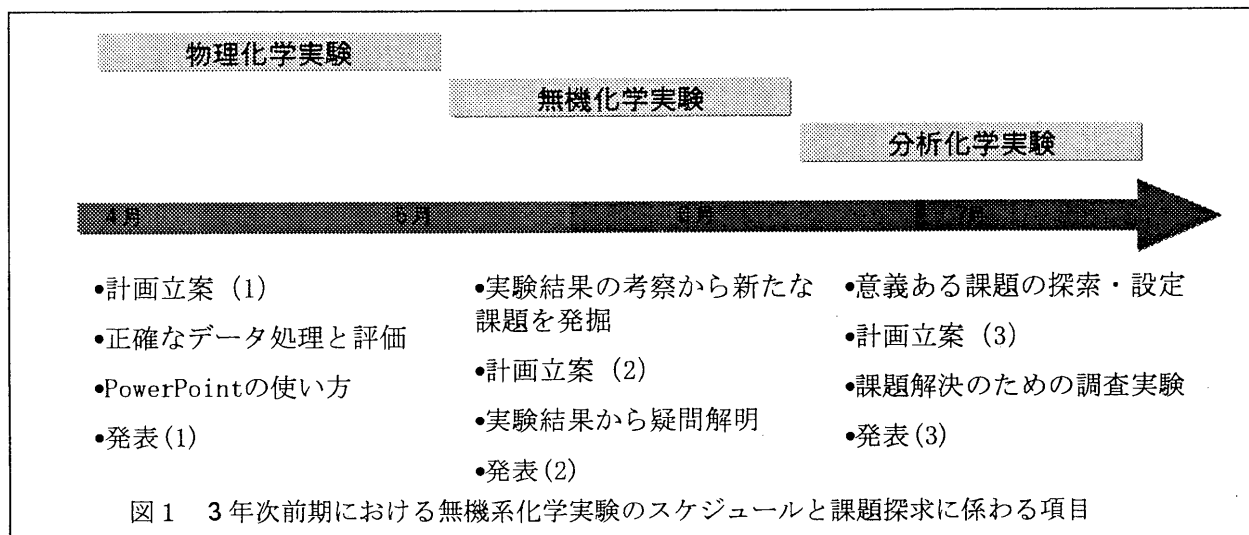 物理化学実験
無機化学実験
分析化学実験
4月 5月 6月 7月
•計画立案 (1)
•正確なデータ処理と評価
•PowerPointの使い方
•発表(1)
•実験結果の考察から新たな
課題を発掘
•計画立案 (2)
•実験結果から疑問解明
•発表(2)
•意義ある課題の探索・設定
•計画立案 (3)
•課題解決のための調査実験
•発表(3)
図1 3年次前期における無機系化学実験のスケジュールと課題探求に係わる項目